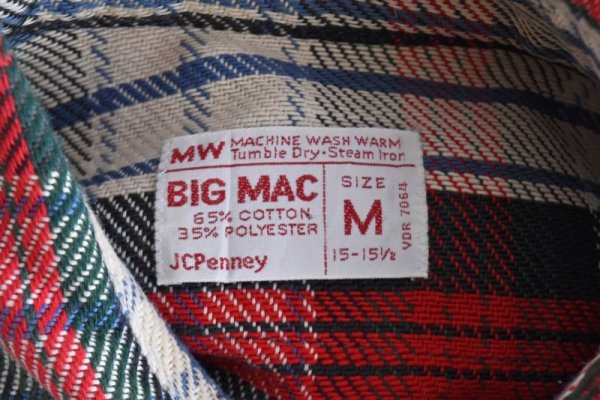 MW MACHINE WASH WARM
Tumble Dry·Steam Iron
BIG MAC
65% COTTON
35% POLYESTER
JCPenney
SIZE
M
15-15½
VDR 7064